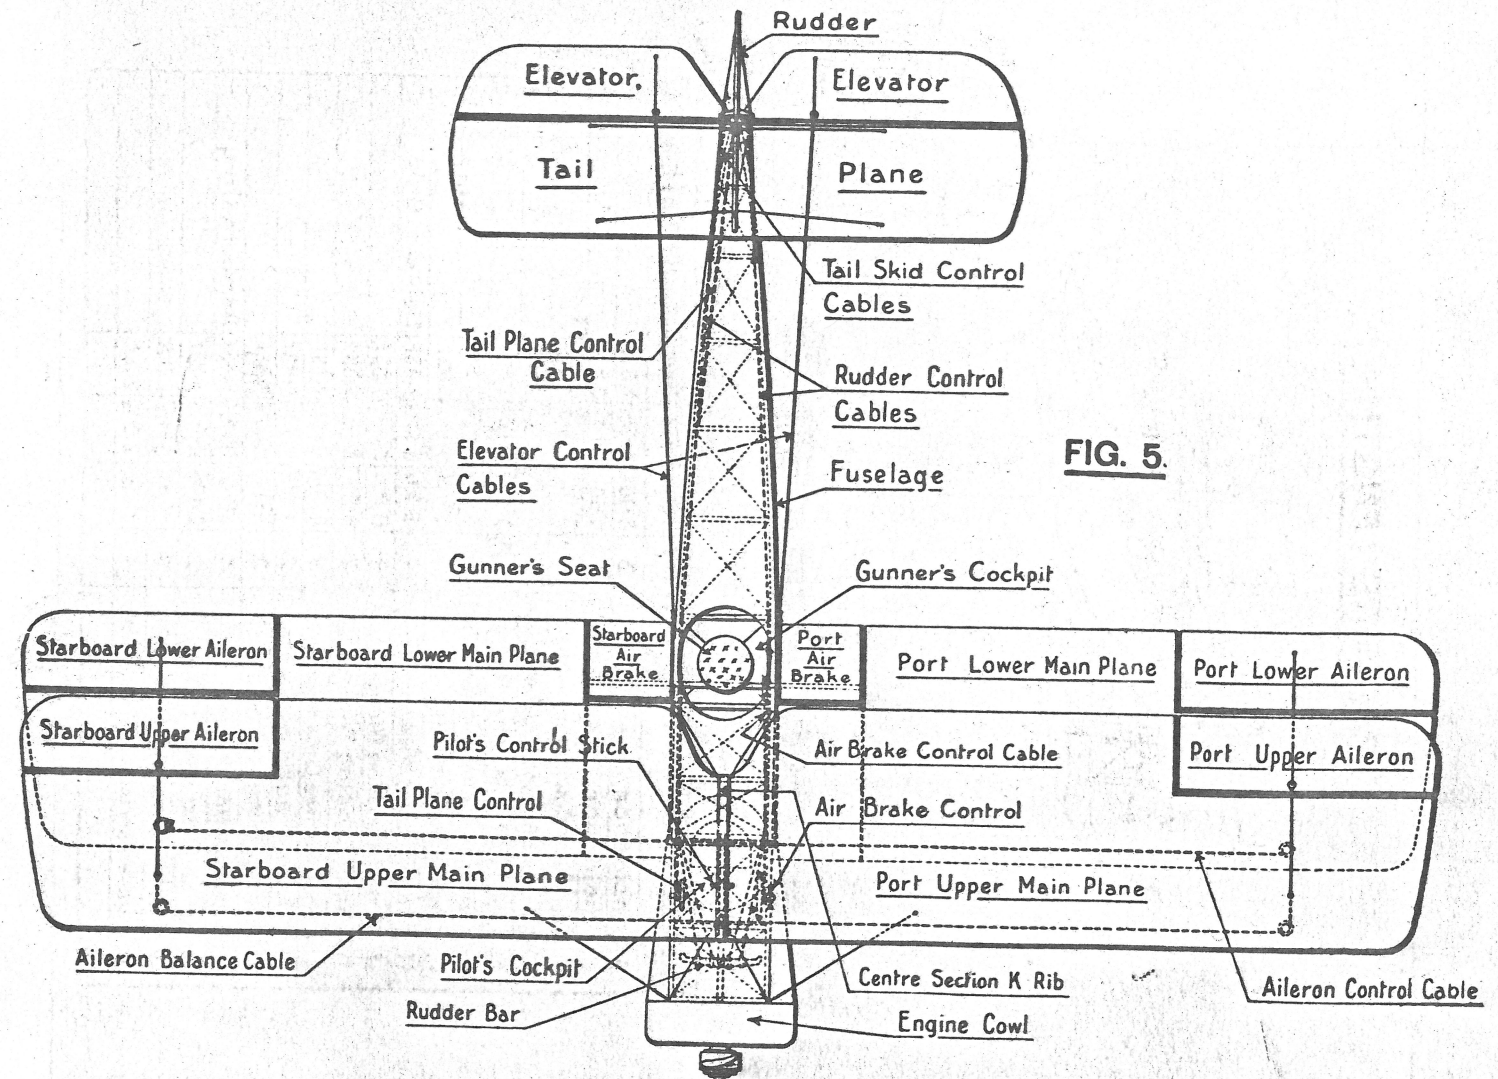 Rudder
Elevator,
Elevator
Tail
Plane
Tail Skid Control
Cables
Tail Plane Control
Cable
Rudder Control
Cables
FIG. 5.
Elevator Control
Cables
Fuselage
Gunner's Seat
Gunner's Cockpit
Starboard Lower Aileron
Starboard Lower Main Plane
Starboard
Air
Brake
Port
Air
Brake
Port Lower Main Plane
Port Lower Aileron
Starboard Upper Aileron
Pilot's Control Stick
Air Brake Control Cable
Port Upper Aileron
Tail Plane Control
Air Brake Control
Starboard Upper Main Plane
Port Upper Main Plane
Aileron Balance Cable
Pilot's Cockpit
Centre Section K Rib
Aileron Control Cable
Rudder Bar
Engine Cowl